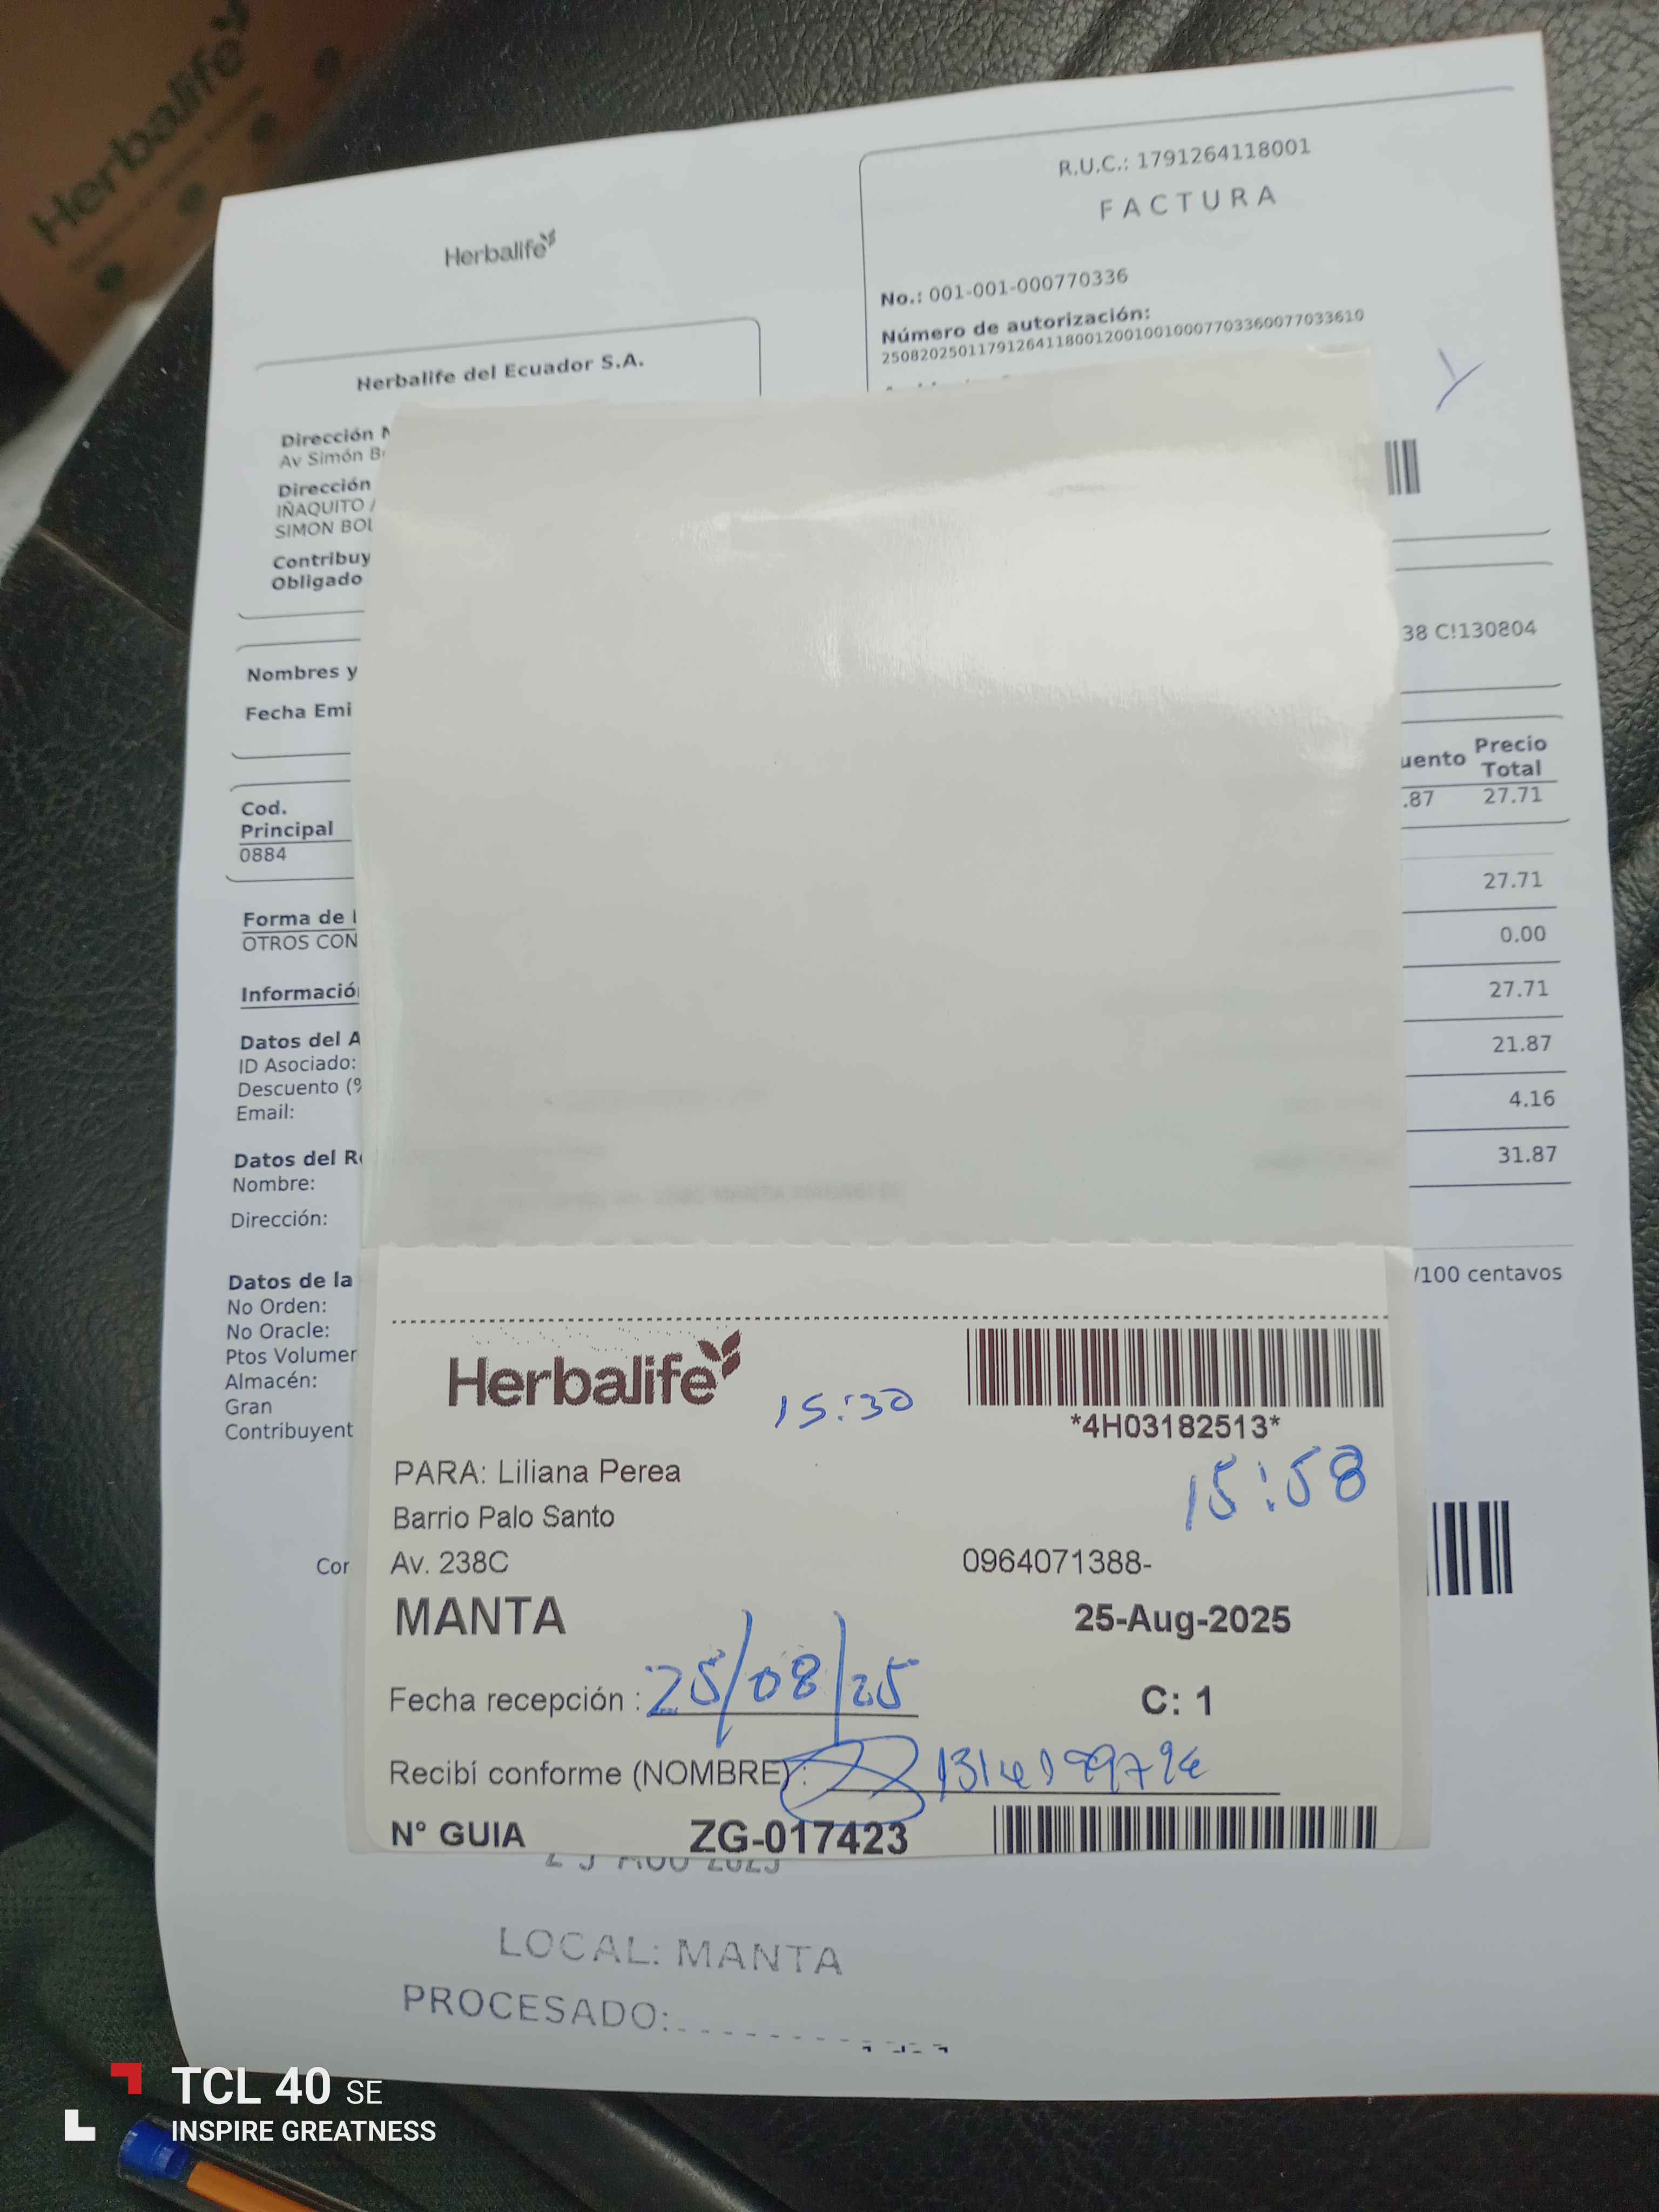 Herbalife
Herbalife
R.U.C.: 1791264118001
FACTURA
No.: 001-001-000770336
Número de autorización:
2508202501179126411800120010010007703360077033610
Herbalife del Ecuador S.A.
Dirección
Av Simón
Dirección
IÑAQUITO /
SIMON BOL
Contribuy
Obligado
38 C!130804
Nombres y
Fecha Emi
uento Precio
Total
Cod.
Principal
.87 27.71
0884
27.71
Forma de
OTROS CON
0.00
Informació
27.71
Datos del A
ID Asociado:
21.87
Descuento (%
Email:
4.16
Datos del R
Nombre:
31.87
Dirección:
Datos de la
/100 centavos
No Orden:
No Oracle:
Ptos Volumen
Almacén:
Gran
Contribuyent
Cor
Herbalife
15:30
*4H03182513*
PARA: Liliana Perea
15:58
Barrio Palo Santo
Av. 238C 0964071388-
MANTA 25-Aug-2025
Fecha recepción : 25/08/25 C: 1
Recibí conforme (NOMBRE) :
N° GUIA ZG-017423
LOCAL: MANTA
PROCESADO:
TCL 40 SE
INSPIRE GREATNESS